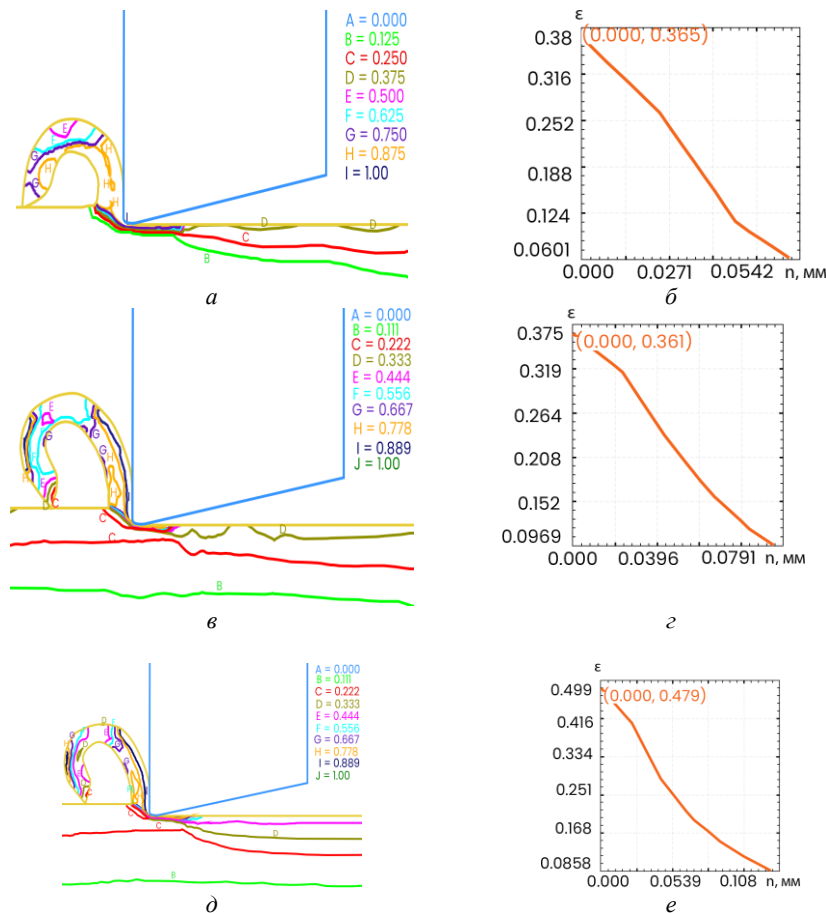 A = 0.000
B = 0.125
C = 0.250
D = 0.375
E = 0.500
F = 0.625
G = 0.750
H = 0.875
I = 1.00
E
F
G
H
H
G
H
H
I
D
D
C
B
а
ε
(0.000, 0.365)
0.38
0.316
0.252
0.188
0.124
0.0601
0.000
0.0271
0.0542
n, мм
б
A = 0.000
B = 0.111
C = 0.222
D = 0.333
E = 0.444
F = 0.556
G = 0.667
H = 0.778
I = 0.889
J = 1.00
E
F
G
G
G
H
H
E
D
C
H
I
C
C
D
D
B
в
ε
(0.000, 0.361)
0.375
0.319
0.264
0.208
0.152
0.0969
0.000
0.0396
0.0791
n, мм
г
A = 0.000
B = 0.111
C = 0.222
D = 0.333
E = 0.444
F = 0.556
G = 0.667
H = 0.778
I = 0.889
J = 1.00
D
F
G
E
H
G
E
C
H
I
C
C
D
B
д
ε
(0.000, 0.479)
0.499
0.416
0.334
0.251
0.168
0.0858
0.000
0.0539
0.108
n, мм
е